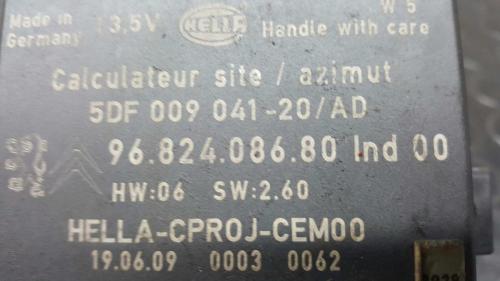 Made in W 5
Germany 13,5V HELLA Handle with care
Calculateur site / azimut
5DF 009 041-20/AD
96.824.086.80 Ind 00
HW:06 SW:2.60
HELLA-CPROJ-CEM00
19.06.09 0003 0062